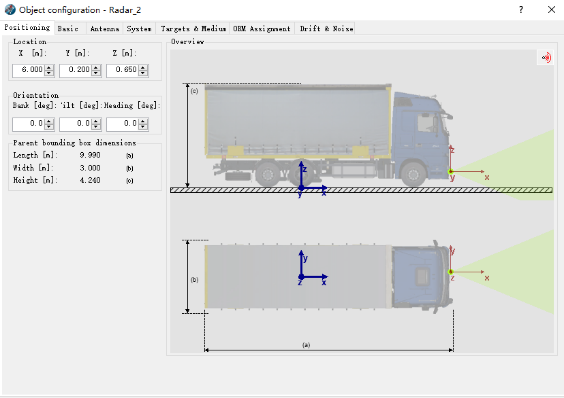 Object configuration - Radar_2
Positioning Basic Antenna System Targets & Medium OEM Assignment Drift & Noise
Location
X [m]: Y [m]: Z [m]:
6.000 0.200 0.650
Orientation
Bank [deg]: Tilt [deg]: Heading [deg]:
0.0 0.0 0.0
Parent bounding box dimensions
Length [m]: 9.990 (a)
Width [m]: 3.000 (b)
Height [m]: 4.240 (c)
Overview
(c)
z
z
y x
y x
(b)
y
y
z x
z x
(a)